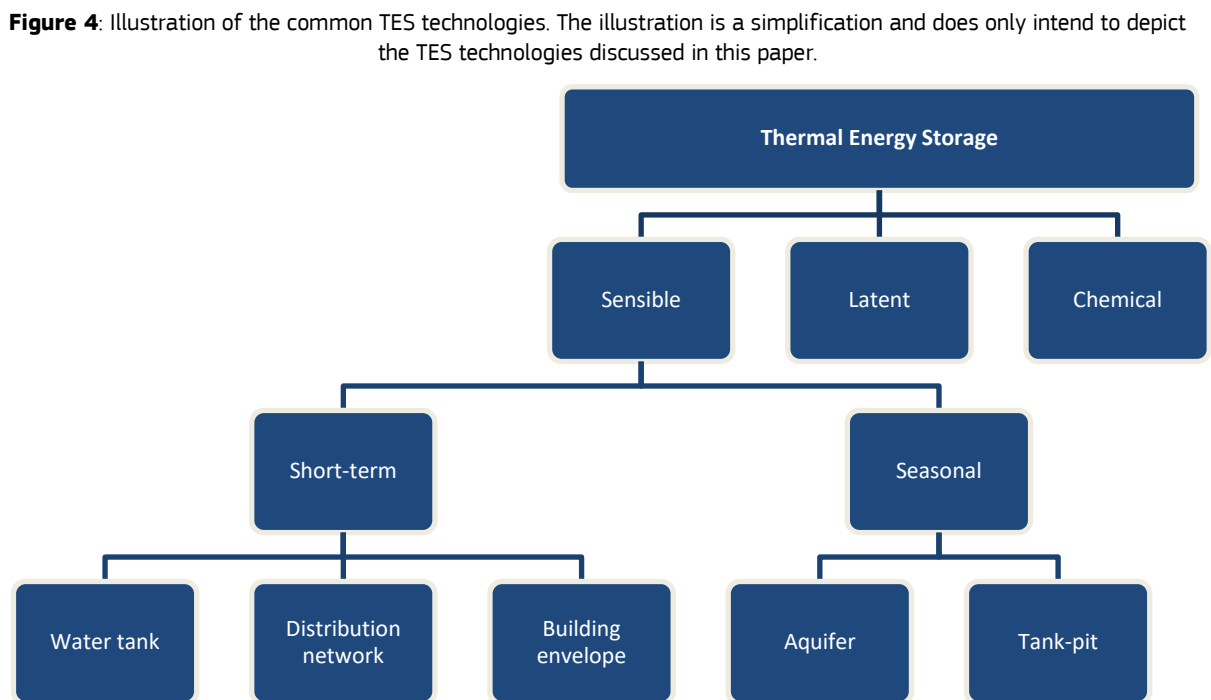 Figure 4: Illustration of the common TES technologies. The illustration is a simplification and does only intend to depict
the TES technologies discussed in this paper.
Thermal Energy Storage
Sensible
Latent
Chemical
Short-term
Seasonal
Water tank
Distribution
network
Building
envelope
Aquifer
Tank-pit